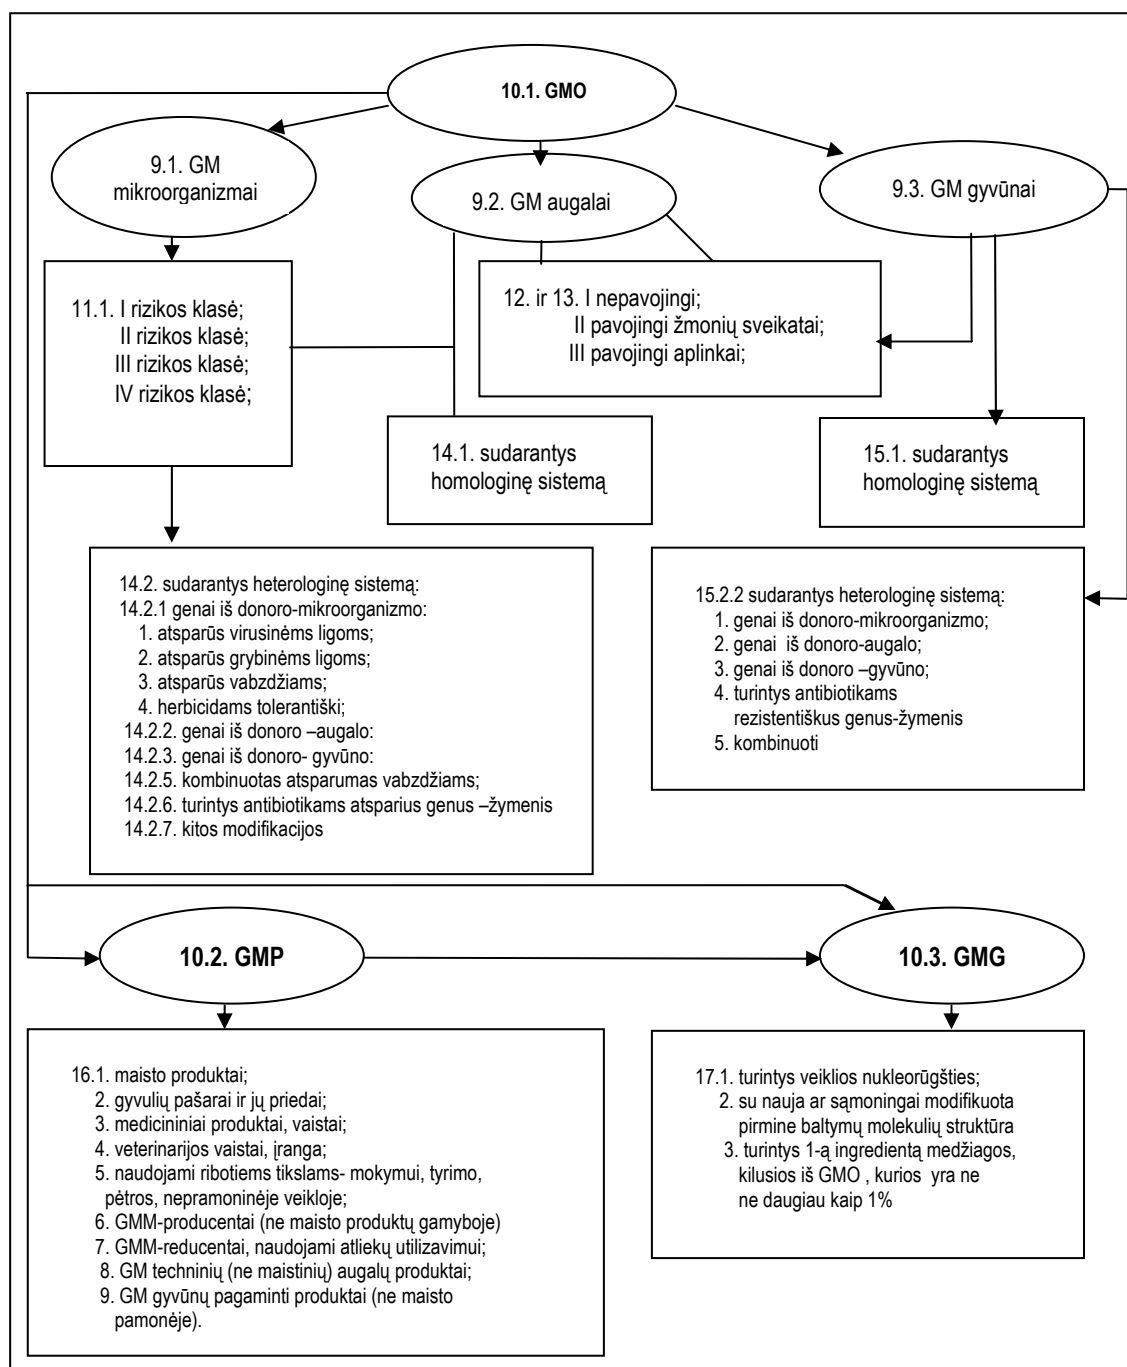 10.1. GMO
9.1. GM
mikroorganizmai
9.2. GM augalai
9.3. GM gyvūnai
11.1. I rizikos klasė;
II rizikos klasė;
III rizikos klasė;
IV rizikos klasė;
12. ir 13. I nepavojingi;
II pavojingi žmonių sveikatai;
III pavojingi aplinkai;
14.1. sudarantys
homologinę sistemą
15.1. sudarantys
homologinę sistemą
14.2. sudarantys heterologinę sistemą:
14.2.1 genai iš donoro-mikroorganizmo:
1. atsparūs virusinėms ligoms;
2. atsparūs grybinėms ligoms;
3. atsparūs vabzdžiams;
4. herbicidams tolerantiški;
14.2.2. genai iš donoro –augalo:
14.2.3. genai iš donoro- gyvūno:
14.2.5. kombinuotas atsparumas vabzdžiams;
14.2.6. turintys antibiotikams atsparius genus –žymenis
14.2.7. kitos modifikacijos
15.2.2 sudarantys heterologinę sistemą:
1. genai iš donoro-mikroorganizmo;
2. genai iš donoro-augalo;
3. genai iš donoro –gyvūno;
4. turintys antibiotikams
rezistentiškus genus-žymenis
5. kombinuoti
10.2. GMP
10.3. GMG
16.1. maisto produktai;
2. gyvulių pašarai ir jų priedai;
3. medicininiai produktai, vaistai;
4. veterinarijos vaistai, įranga;
5. naudojami ribotiems tikslams- mokymui, tyrimo,
pėtros, nepramoninėje veikloje;
6. GMM-producentai (ne maisto produktų gamyboje)
7. GMM-reducentai, naudojami atliekų utilizavimui;
8. GM techninių (ne maistinių) augalų produktai;
9. GM gyvūnų pagaminti produktai (ne maisto
pamonėje).
17.1. turintys veiklios nukleorūgšties;
2. su nauja ar sąmoningai modifikuota
pirmine baltymų molekulių struktūra
3. turintys 1-ą ingredientą medžiagos,
kilusios iš GMO , kurios yra ne
ne daugiau kaip 1%